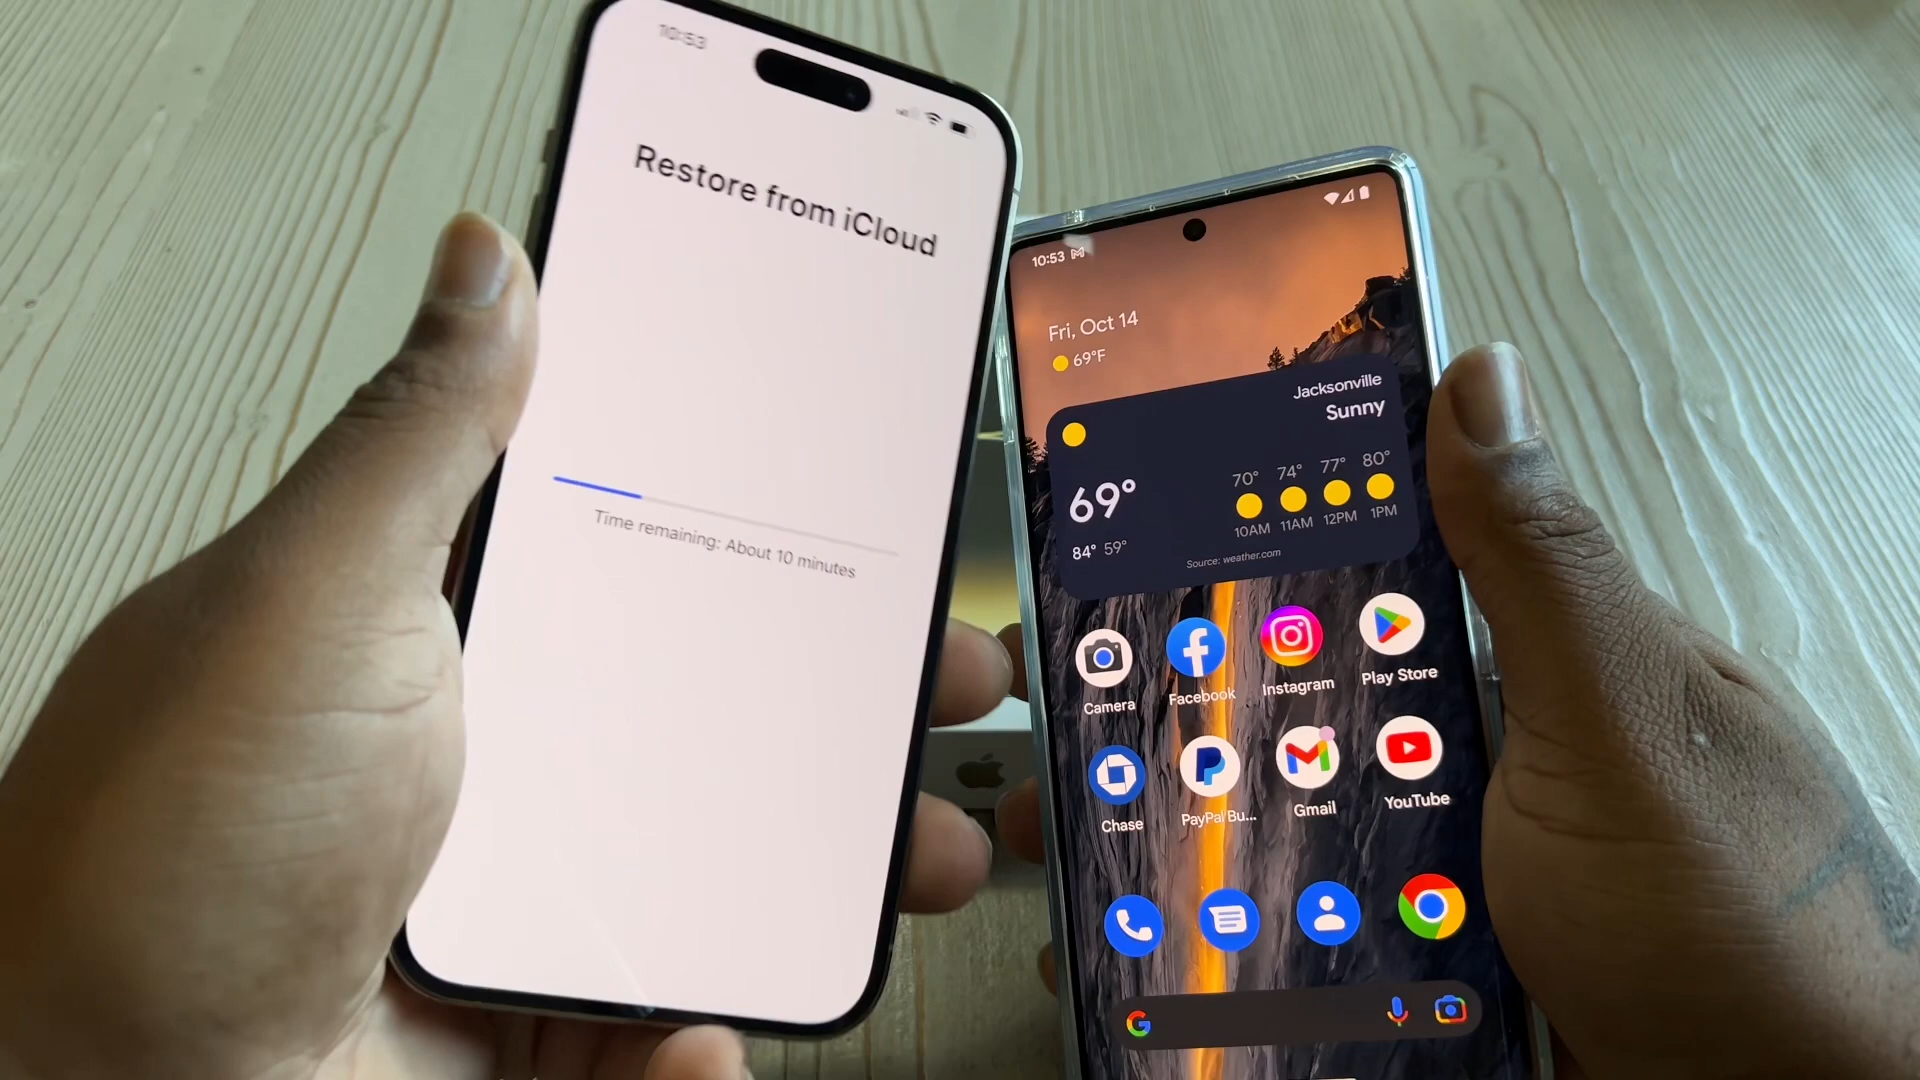 10:53
Restore from iCloud
Time remaining: About 10 minutes
10:53
Fri, Oct 14
69°F
Jacksonville
Sunny
69°
84° 59°
70° 74° 77° 80°
10AM 11AM 12PM 1PM
Source: weather.com
Camera Facebook Instagram Play Store
Chase PayPal Bu... Gmail YouTube